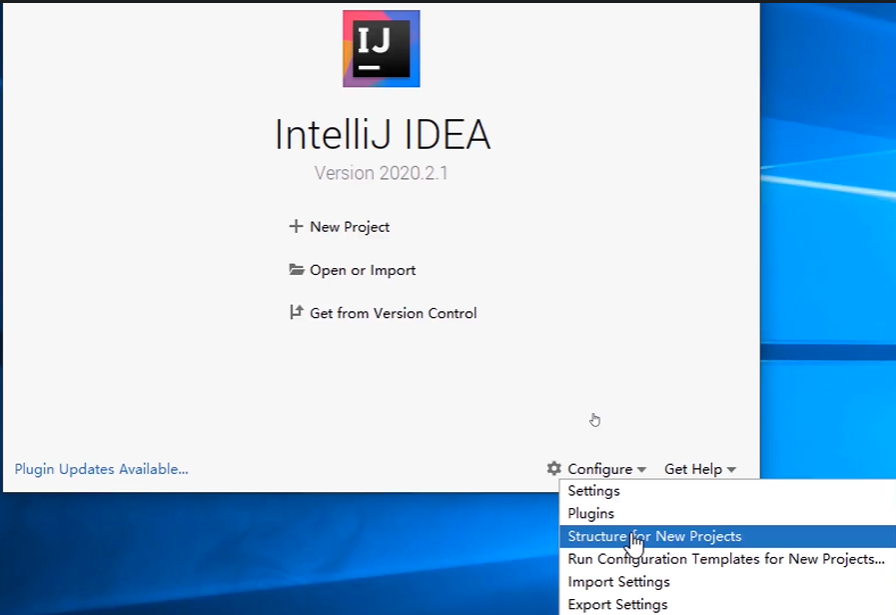 IJ
IntelliJ IDEA
Version 2020.2.1
New Project
Open or Import
Get from Version Control
Plugin Updates Available...
Configure
Get Help
Settings
Plugins
Structure for New Projects
Run Configuration Templates for New Projects...
Import Settings
Export Settings